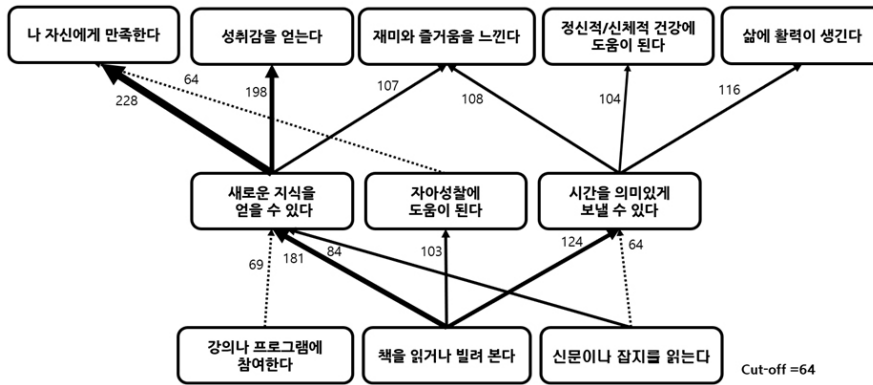 나 자신에게 만족한다
성취감을 얻는다
재미와 즐거움을 느낀다
정신적/신체적 건강에
도움이 된다
삶에 활력이 생긴다
64
228
198
107
108
104
116
새로운 지식을
얻을 수 있다
자아성찰에
도움이 된다
시간을 의미있게
보낼 수 있다
69
181
84
103
124
64
강의나 프로그램에
참여한다
책을 읽거나 빌려 본다
신문이나 잡지를 읽는다
Cut-off =64